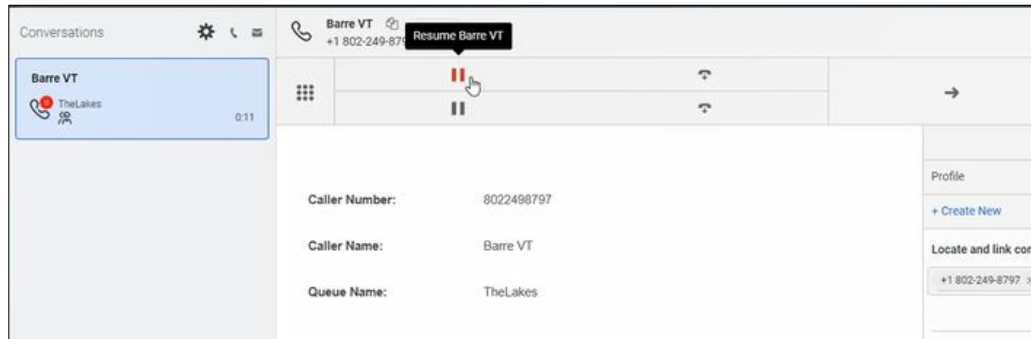 Conversations
Barre VT
TheLakes
0:11
Barre VT
+1 802-249-879
Resume Barre VT
Caller Number: 8022498797
Caller Name: Barre VT
Queue Name: TheLakes
Profile
+ Create New
Locate and link con
+1 802-249-8797 x